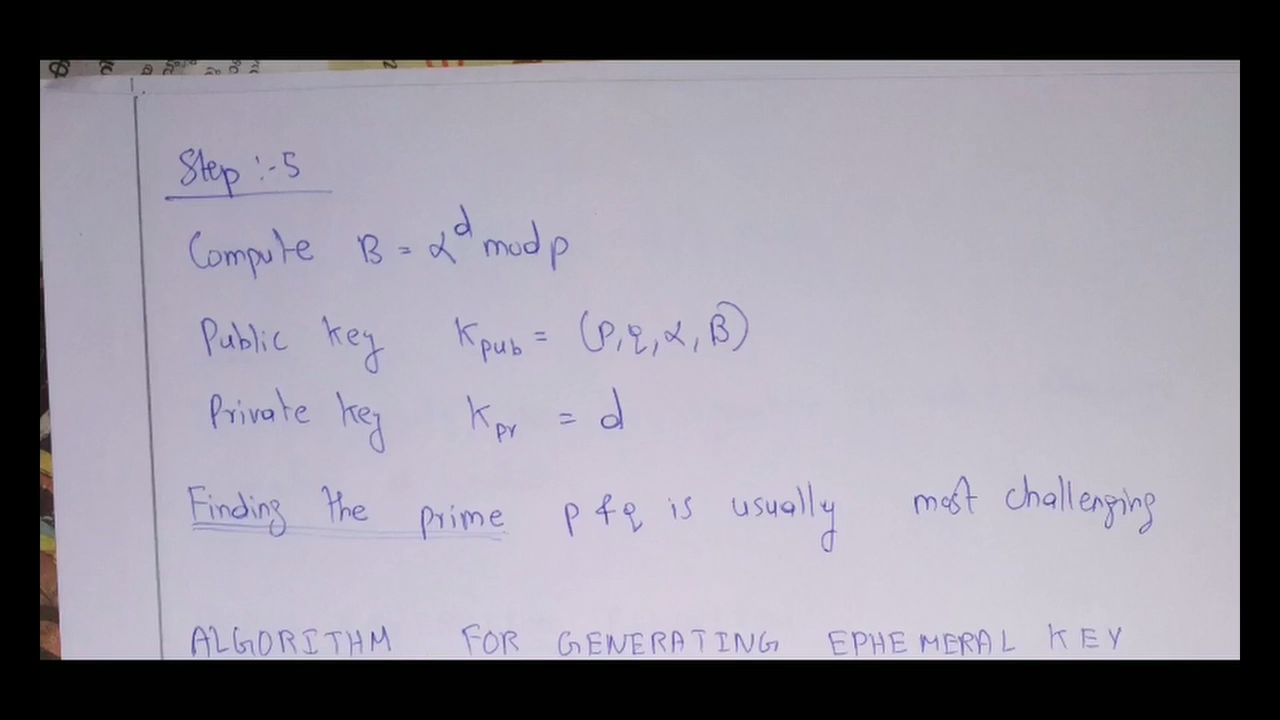 Step :- 5
Compute B = α^d mod p
Public key K_pub = (p, q, α, B)
Private key K_pr = d
Finding the prime p & q is usually most challenging
ALGORITHM FOR GENERATING EPHEMERAL KEY